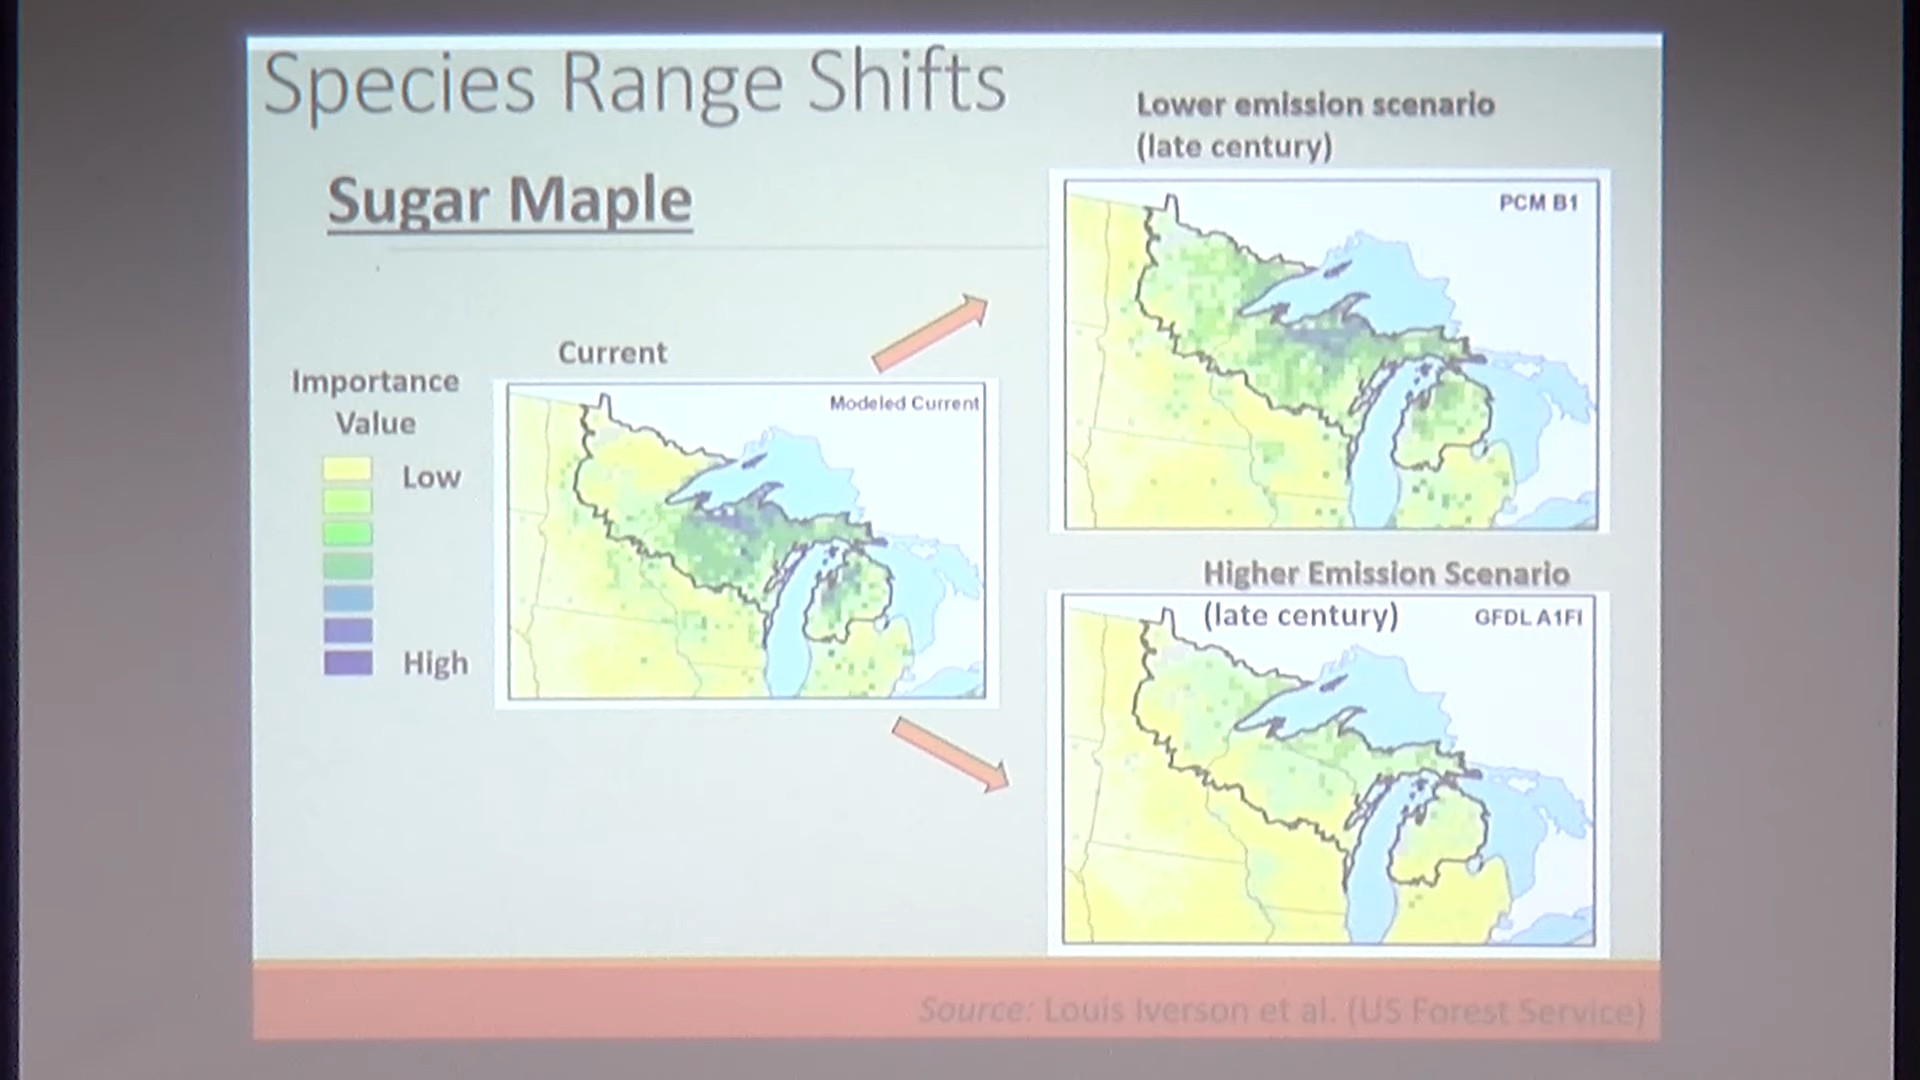 Species Range Shifts
Sugar Maple
Lower emission scenario
(late century)
PCM B1
Current
Modeled Current
Importance
Value
Low
High
Higher Emission Scenario
(late century)
GFDL A1FI
Source: Louis Iverson et al. (US Forest Service)